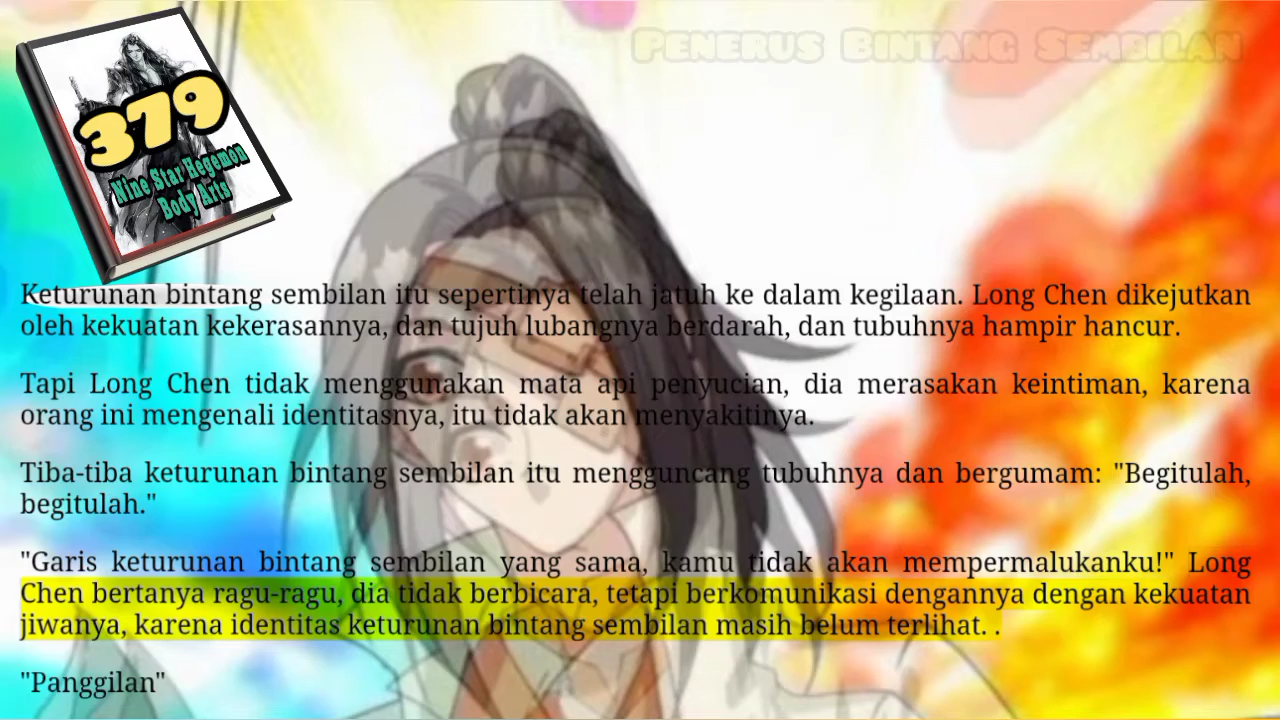 Penerus Bintang Sembilan
379
Nine Star Hegemon
Body Arts
Keturunan bintang sembilan itu sepertinya telah jatuh ke dalam kegilaan. Long Chen dikejutkan
oleh kekuatan kekerasannya, dan tujuh lubangnya berdarah, dan tubuhnya hampir hancur.
Tapi Long Chen tidak menggunakan mata api penyucian, dia merasakan keintiman, karena
orang ini mengenali identitasnya, itu tidak akan menyakitinya.
Tiba-tiba keturunan bintang sembilan itu mengguncang tubuhnya dan bergumam: "Begitulah,
begitulah."
"Garis keturunan bintang sembilan yang sama, kamu tidak akan mempermalukanku!" Long
Chen bertanya ragu-ragu, dia tidak berbicara, tetapi berkomunikasi dengannya dengan kekuatan
jiwanya, karena identitas keturunan bintang sembilan masih belum terlihat. .
"Panggilan"